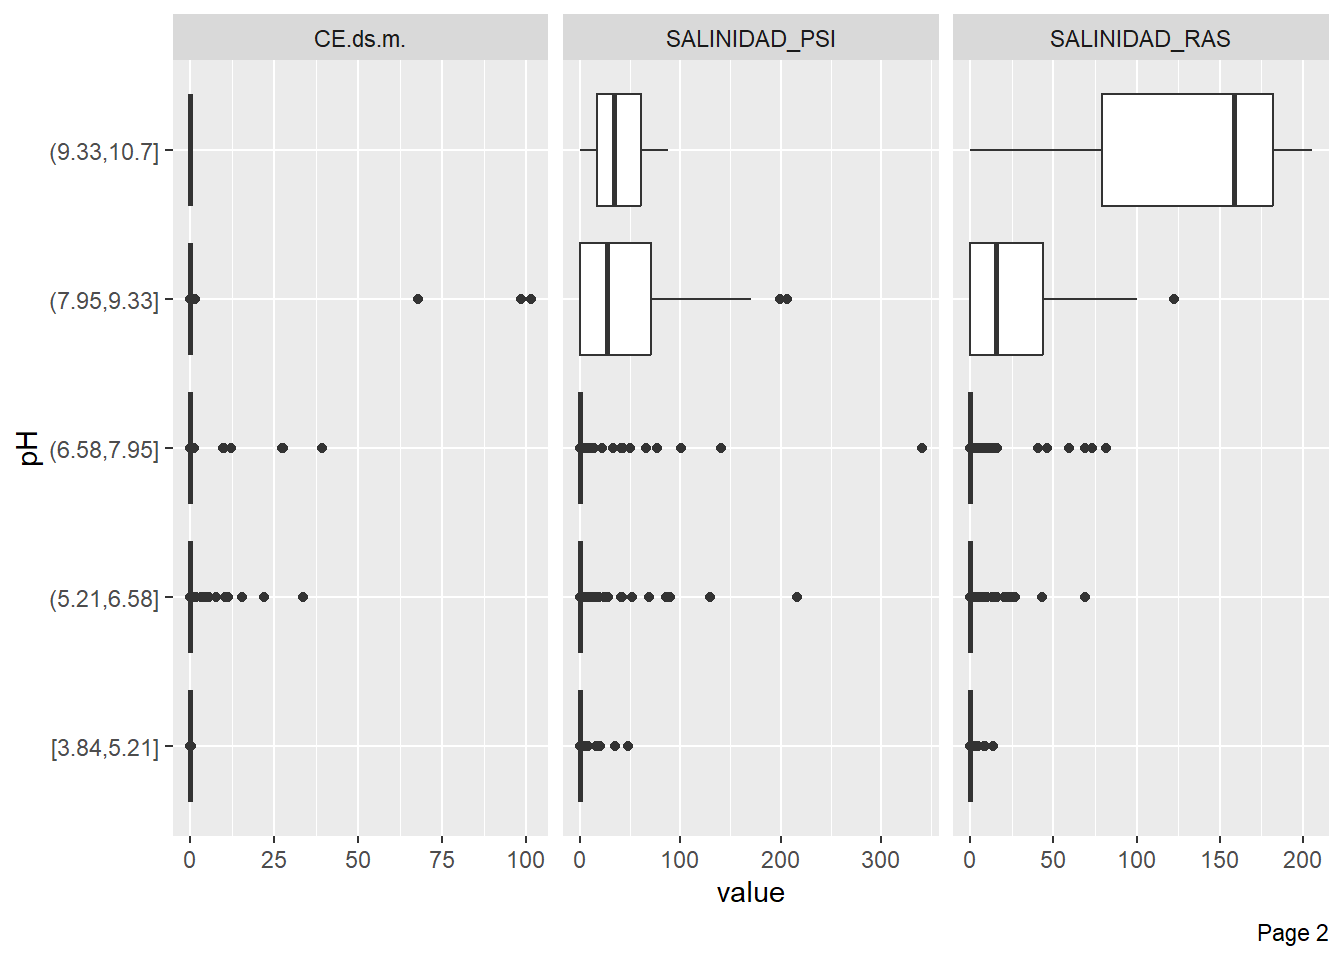 CE.ds.m. SALINIDAD_PSI SALINIDAD_RAS
(9.33,10.7]
(7.95,9.33]
(6.58,7.95]
(5.21,6.58]
[3.84,5.21]
pH
0 25 50 75 100 0 100 200 300 0 50 100 150 200
value
Page 2